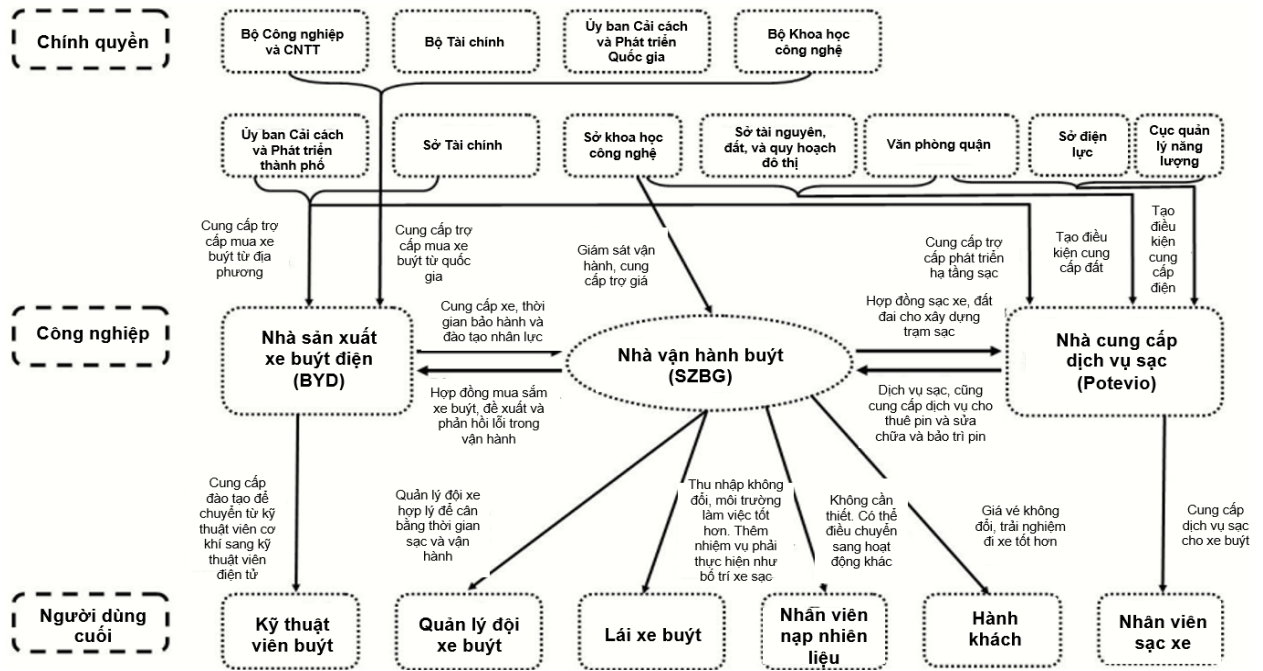 Chính quyền
Bộ Công nghiệp
và CNTT
Bộ Tài chính
Ủy ban Cải cách
và Phát triển
Quốc gia
Bộ Khoa học
công nghệ
Ủy ban Cải cách
và Phát triển
thành phố
Sở Tài chính
Sở khoa học
công nghệ
Sở tài nguyên,
đất, và quy hoạch
đô thị
Văn phòng quận
Sở điện
lực
Cục quản
lý năng
lượng
Cung cấp trợ
cấp mua xe
buýt từ địa
phương
Cung cấp trợ
cấp mua xe
buýt từ quốc
gia
Giám sát vận
hành, cung
cấp trợ giá
Cung cấp trợ
cấp phát triển
hạ tầng sạc
Tạo điều
kiện cung
cấp đất
Tạo
điều
kiện
cung
cấp
điện
Công nghiệp
Nhà sản xuất
xe buýt điện
(BYD)
Cung cấp xe, thời
gian bảo hành và
đào tạo nhân lực
Hợp đồng mua sắm
xe buýt, đề xuất và
phản hồi lỗi trong
vận hành
Nhà vận hành buýt
(SZBG)
Hợp đồng sạc xe, đất
đai cho xây dựng
trạm sạc
Dịch vụ sạc, cũng
cung cấp dịch vụ cho
thuê pin và sửa
chữa và bảo trì pin
Nhà cung cấp
dịch vụ sạc
(Potevio)
Cung cấp
đào tạo để
chuyển từ kỹ
thuật viên cơ
khí sang kỹ
thuật viên
điện tử
Quản lý đội xe
hợp lý để cân
bằng thời gian
sạc và vận
hành
Thu nhập không
đổi, môi trường
làm việc tốt
hơn. Thêm
nhiệm vụ phải
thực hiện như
bố trí xe sạc
Không cần
thiết. Có thể
điều chuyển
sang hoạt
động khác
Giá vé không
đổi, trải nghiệm
đi xe tốt hơn
Cung cấp
dịch vụ sạc
cho xe buýt
Người dùng
cuối
Kỹ thuật
viên buýt
Quản lý đội
xe buýt
Lái xe buýt
Nhân viên
nạp nhiên
liệu
Hành
khách
Nhân viên
sạc xe